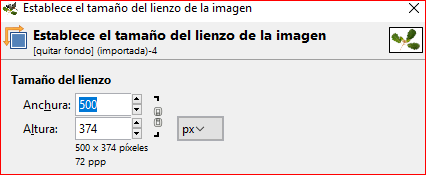 Establece el tamaño del lienzo de la imagen
Establece el tamaño del lienzo de la imagen
[quitar fondo] (importada)-4
Tamaño del lienzo
Anchura: 500
Altura: 374 px
500 x 374 píxeles
72 ppp